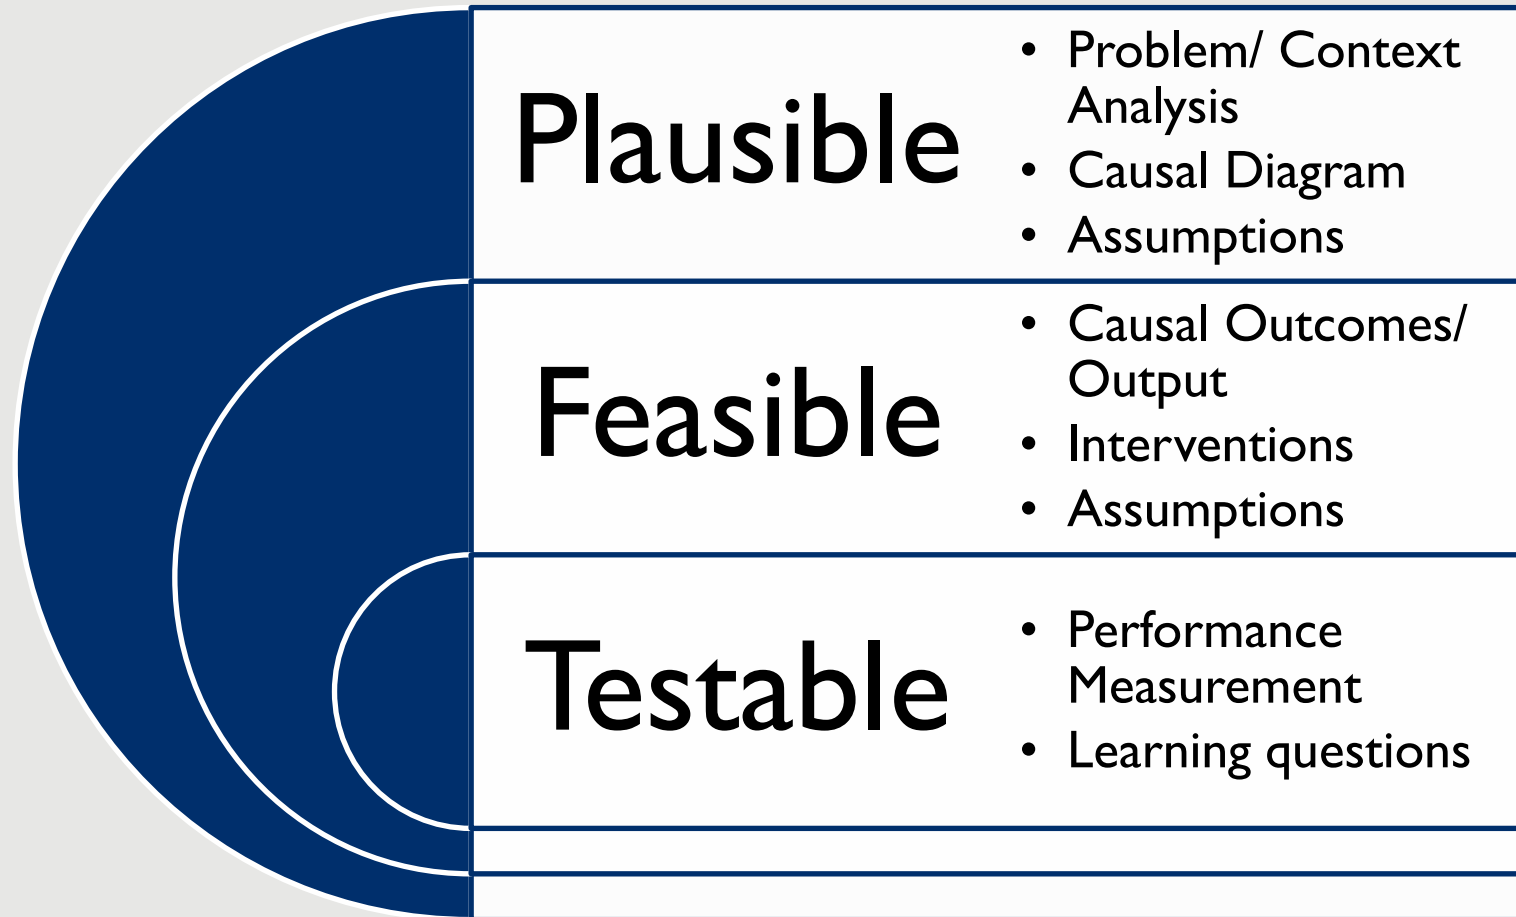 Plausible
• Problem/ Context
Analysis
• Causal Diagram
• Assumptions
Feasible
• Causal Outcomes/
Output
• Interventions
• Assumptions
Testable
• Performance
Measurement
• Learning questions